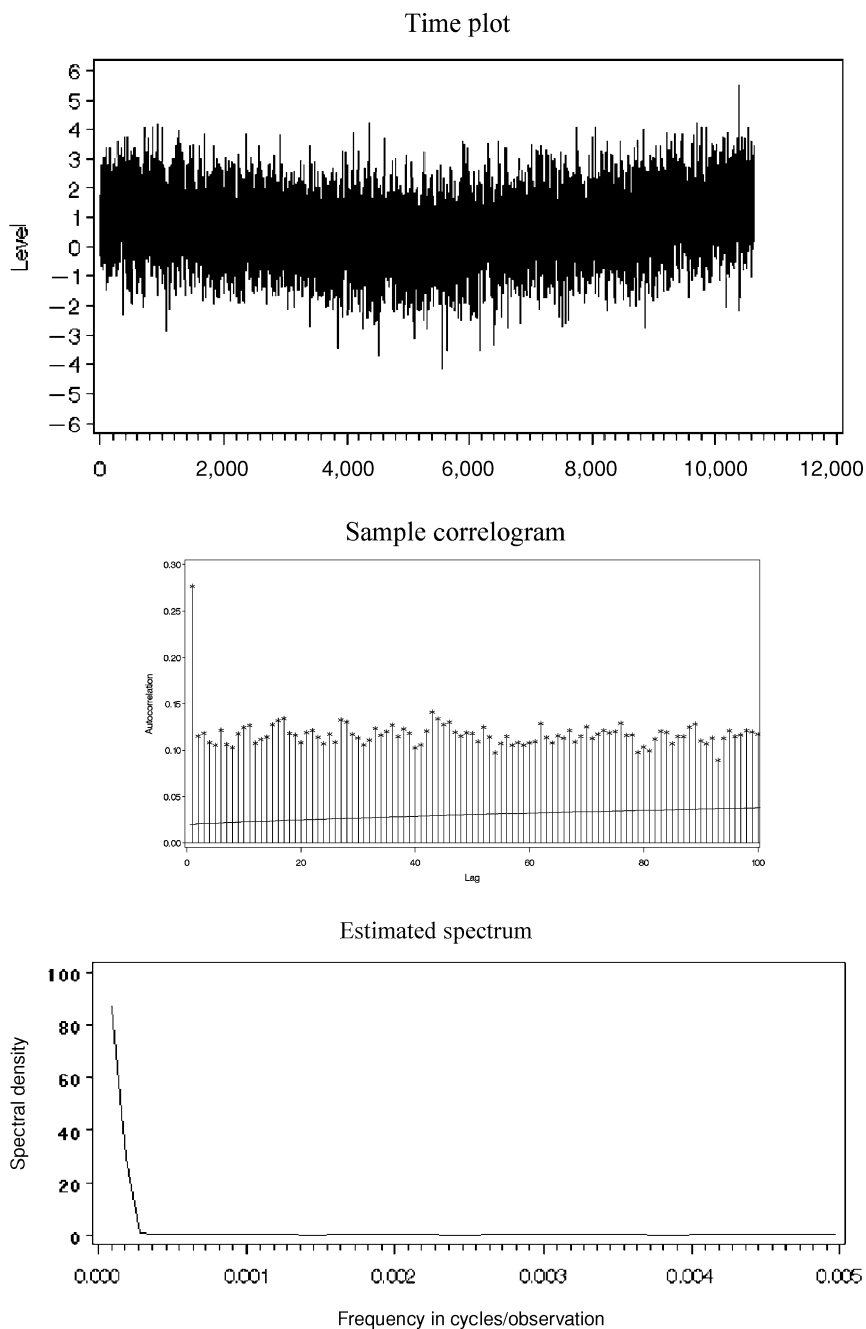 Time plot
6
5
4
3
2
1
0
−1
−2
−3
−4
−5
−6
Level
0 2,000 4,000 6,000 8,000 10,000 12,000
Sample correlogram
0.30
0.25
0.20
0.15
0.10
0.05
0.00
Autocorrelation
0 20 40 60 80 100
Lag
Estimated spectrum
100
80
60
40
20
0
Spectral density
0.000 0.001 0.002 0.003 0.004 0.005
Frequency in cycles/observation